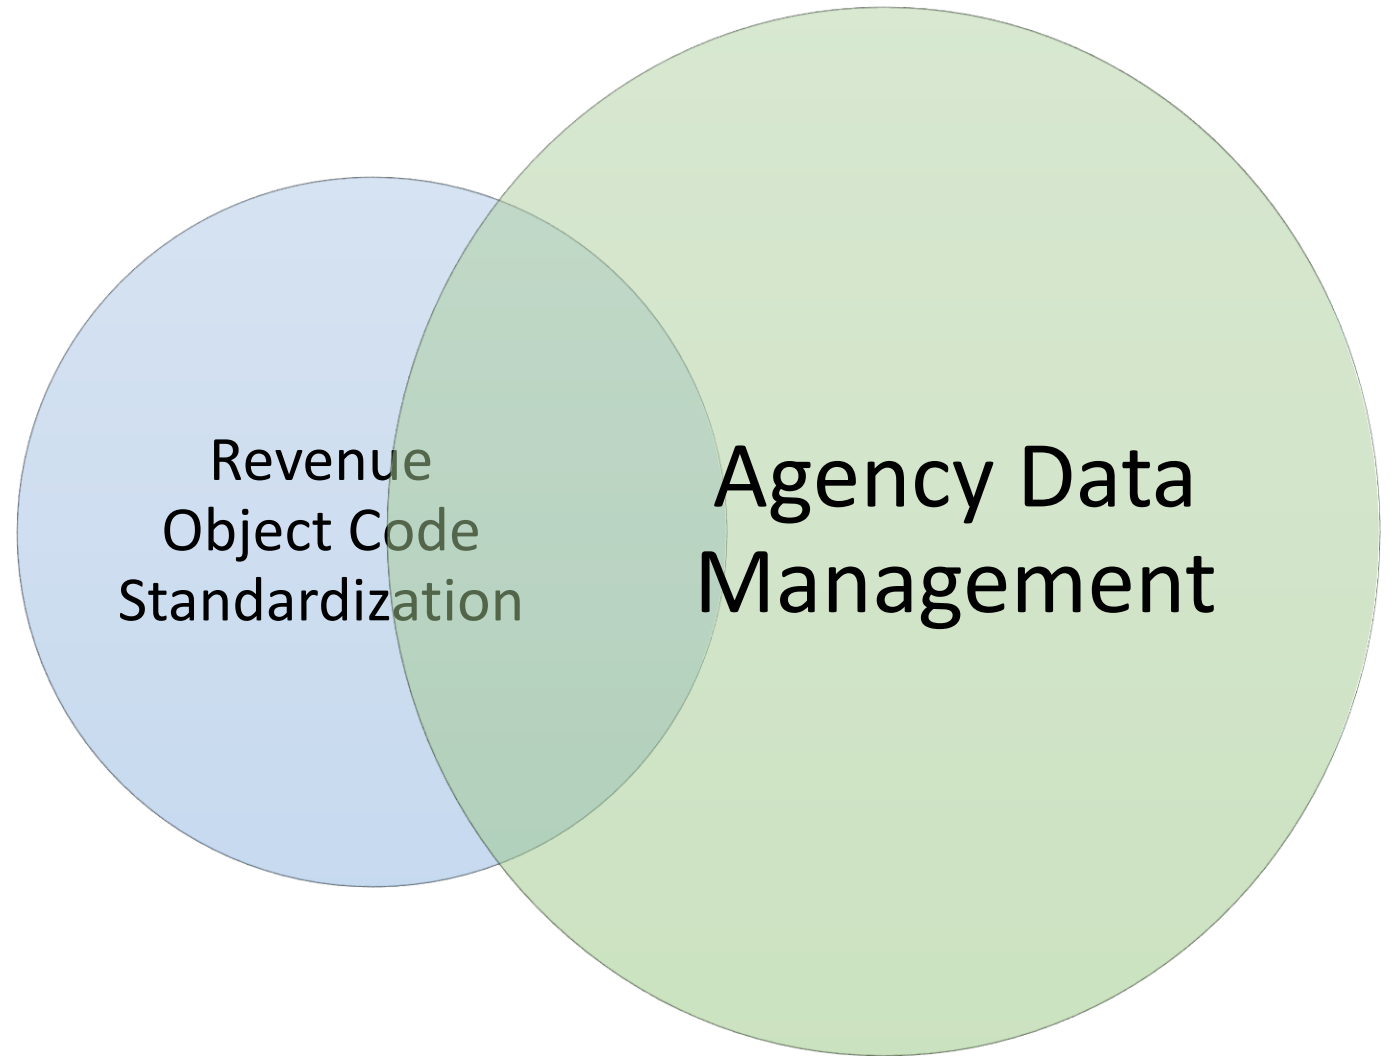 Revenue
Object Code
Standardization
Agency Data
Management